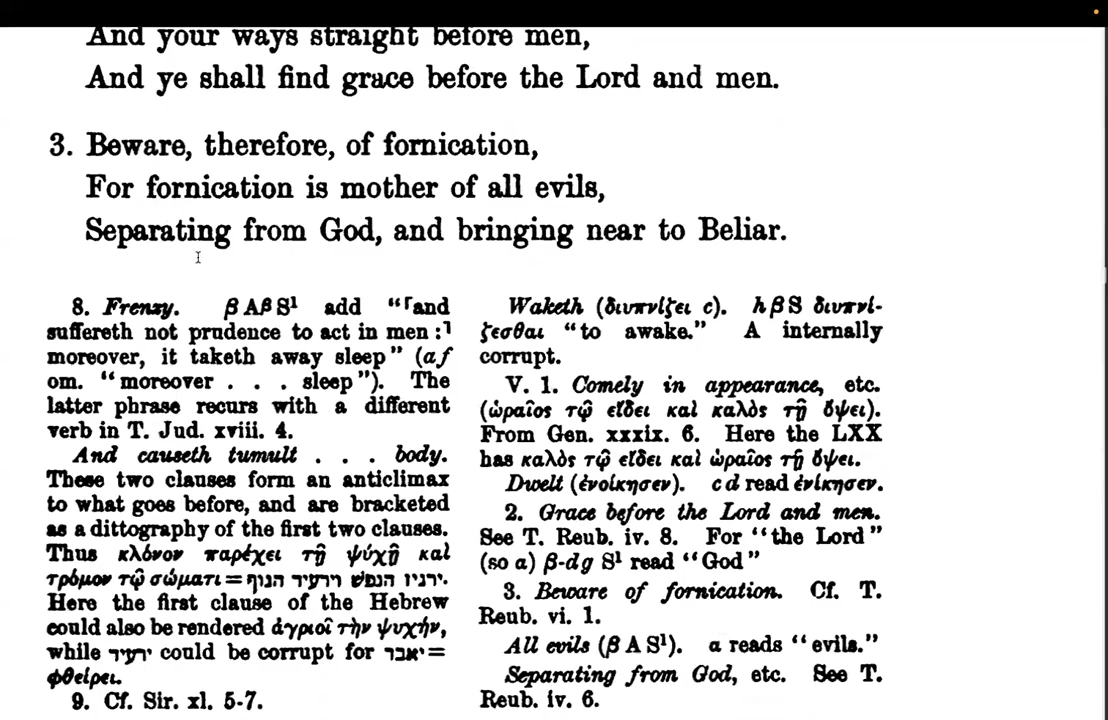 And your ways straight before men,
And ye shall find grace before the Lord and men.
3. Beware, therefore, of fornication,
For fornication is mother of all evils,
Separating from God, and bringing near to Beliar.
8. Frenzy. β Aβ S¹ add “⸢and
suffereth not prudence to act in men :⸣
moreover, it taketh away sleep” (a f
om. “moreover . . . sleep”). The
latter phrase recurs with a different
verb in T. Jud. xviii. 4.
And causeth tumult . . . body.
These two clauses form an anticlimax
to what goes before, and are bracketed
as a dittography of the first two clauses.
Thus κλόνον παρέχει τῇ ψύχῇ καὶ
τρόμον τῷ σώματι = ירגיז הנפש וירעיד הגוף.
Here the first clause of the Hebrew
could also be rendered ἀγριοῖ τὴν ψυχήν,
while ירעיד could be corrupt for יאבד =
φθείρει.
9. Cf. Sir. xl. 5-7.
Waketh (διυπνίζει c). h β S διυπνί-
ζεσθαι “to awake.” A internally
corrupt.
V. 1. Comely in appearance, etc.
(ὡραῖος τῷ εἴδει καὶ καλὸς τῇ ὄψει).
From Gen. xxxix. 6. Here the LXX
has καλὸς τῷ εἴδει καὶ ὡραῖος τῇ ὄψει.
Dwelt (ἐνοίκησεν). c d read ἐνίκησεν.
2. Grace before the Lord and men.
See T. Reub. iv. 8. For “the Lord”
(so a) β-dg S¹ read “God”
3. Beware of fornication. Cf. T.
Reub. vi. 1.
All evils (β A S¹). a reads “evils.”
Separating from God, etc. See T.
Reub. iv. 6.